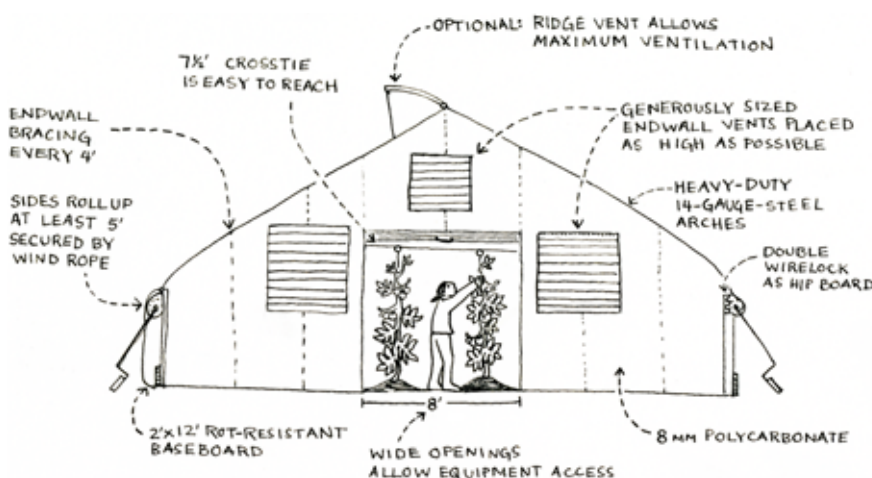 OPTIONAL: RIDGE VENT ALLOWS
MAXIMUM VENTILATION
7½' CROSSTIE
IS EASY TO REACH
ENDWALL
BRACING
EVERY 4'
GENEROUSLY SIZED
ENDWALL VENTS PLACED
AS HIGH AS POSSIBLE
SIDES ROLL UP
AT LEAST 5'
SECURED BY
WIND ROPE
HEAVY-DUTY
14-GAUGE-STEEL
ARCHES
DOUBLE
WIRELOCK
AS HIP BOARD
8'
2'x12' ROT-RESISTANT
BASEBOARD
WIDE OPENINGS
ALLOW EQUIPMENT ACCESS
8 MM POLYCARBONATE